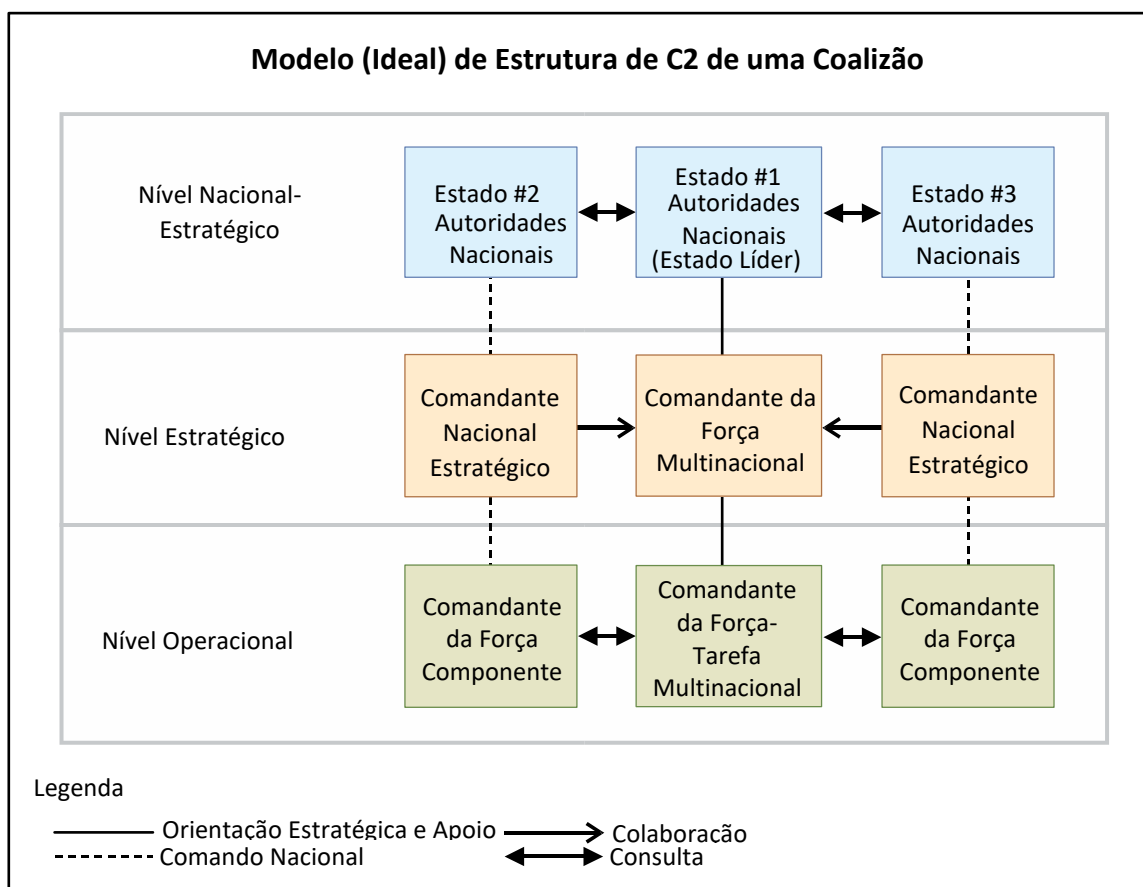 Modelo (Ideal) de Estrutura de C2 de uma Coalizão
Nível Nacional-
Estratégico
Estado #2
Autoridades
Nacionais
Estado #1
Autoridades
Nacionais
(Estado Líder)
Estado #3
Autoridades
Nacionais
Nível Estratégico
Comandante
Nacional
Estratégico
Comandante da
Força
Multinacional
Comandante
Nacional
Estratégico
Nível Operacional
Comandante
da Força
Componente
Comandante
da Força-
Tarefa
Multinacional
Comandante
da Força
Componente
Legenda
Orientação Estratégica e Apoio
Colaboração
Comando Nacional
Consulta